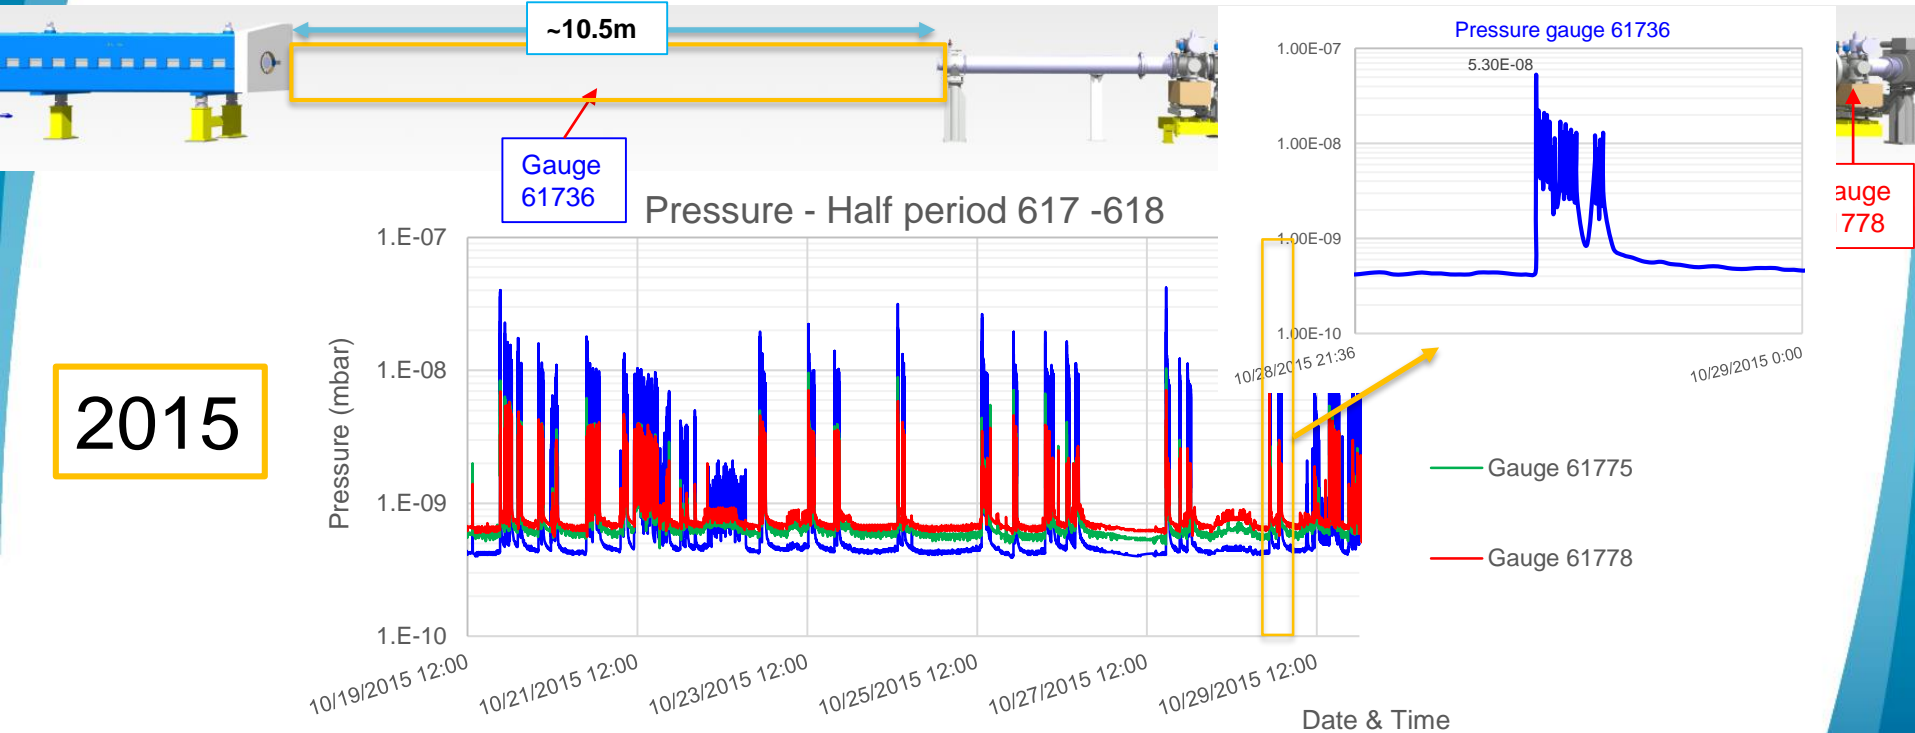 ~10.5m
Gauge
61736
Pressure gauge 61736
1.00E-07
5.30E-08
1.00E-08
1.00E-09
1.00E-10
10/28/2015 21:36
10/29/2015 0:00
auge
1778
Pressure - Half period 617 -618
2015
Pressure (mbar)
1.E-07
1.E-08
1.E-09
1.E-10
10/19/2015 12:00
10/21/2015 12:00
10/23/2015 12:00
10/25/2015 12:00
10/27/2015 12:00
10/29/2015 12:00
Date & Time
Gauge 61775
Gauge 61778